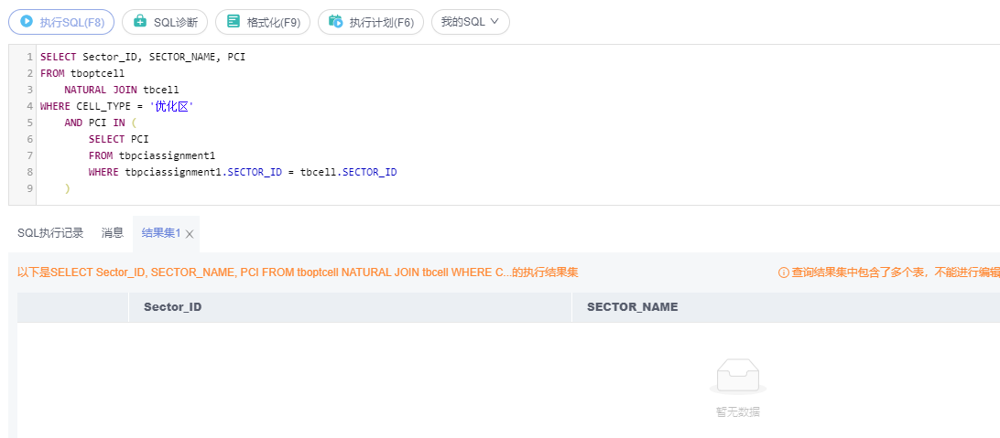 执行SQL(F8) SQL诊断 格式化(F9) 执行计划(F6) 我的SQL
1 SELECT Sector_ID, SECTOR_NAME, PCI
2 FROM tboptcell
3 NATURAL JOIN tbcell
4 WHERE CELL_TYPE = '优化区'
5 AND PCI IN (
6 SELECT PCI
7 FROM tbpciassignment1
8 WHERE tbpciassignment1.SECTOR_ID = tbcell.SECTOR_ID
9 )
SQL执行记录 消息 结果集1
以下是SELECT Sector_ID, SECTOR_NAME, PCI FROM tboptcell NATURAL JOIN tbcell WHERE C...的执行结果集 查询结果集中包含了多个表，不能进行编辑
Sector_ID SECTOR_NAME
暂无数据